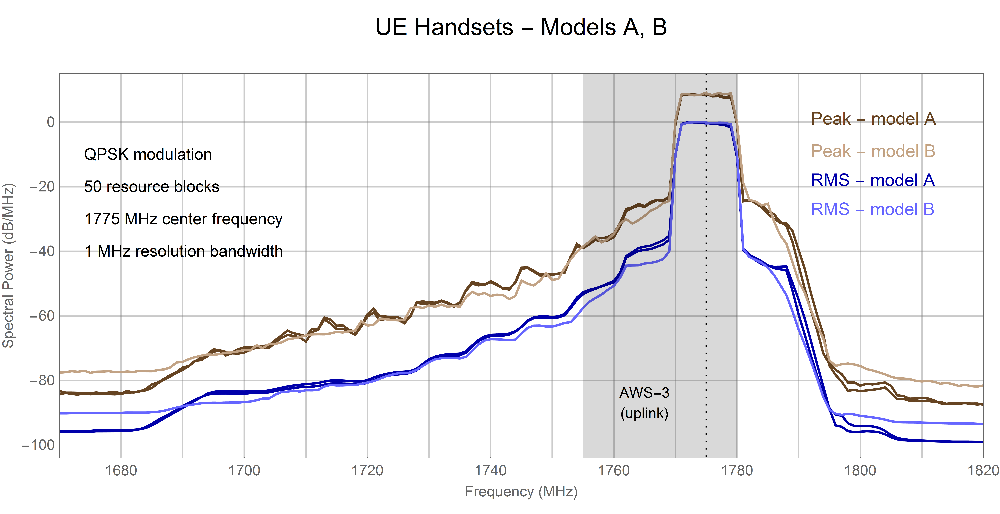 UE Handsets – Models A, B
Spectral Power (dB/MHz)
0
−20
−40
−60
−80
−100
QPSK modulation
50 resource blocks
1775 MHz center frequency
1 MHz resolution bandwidth
Peak – model A
Peak – model B
RMS – model A
RMS – model B
AWS−3
(uplink)
1680 1700 1720 1740 1760 1780 1800 1820
Frequency (MHz)